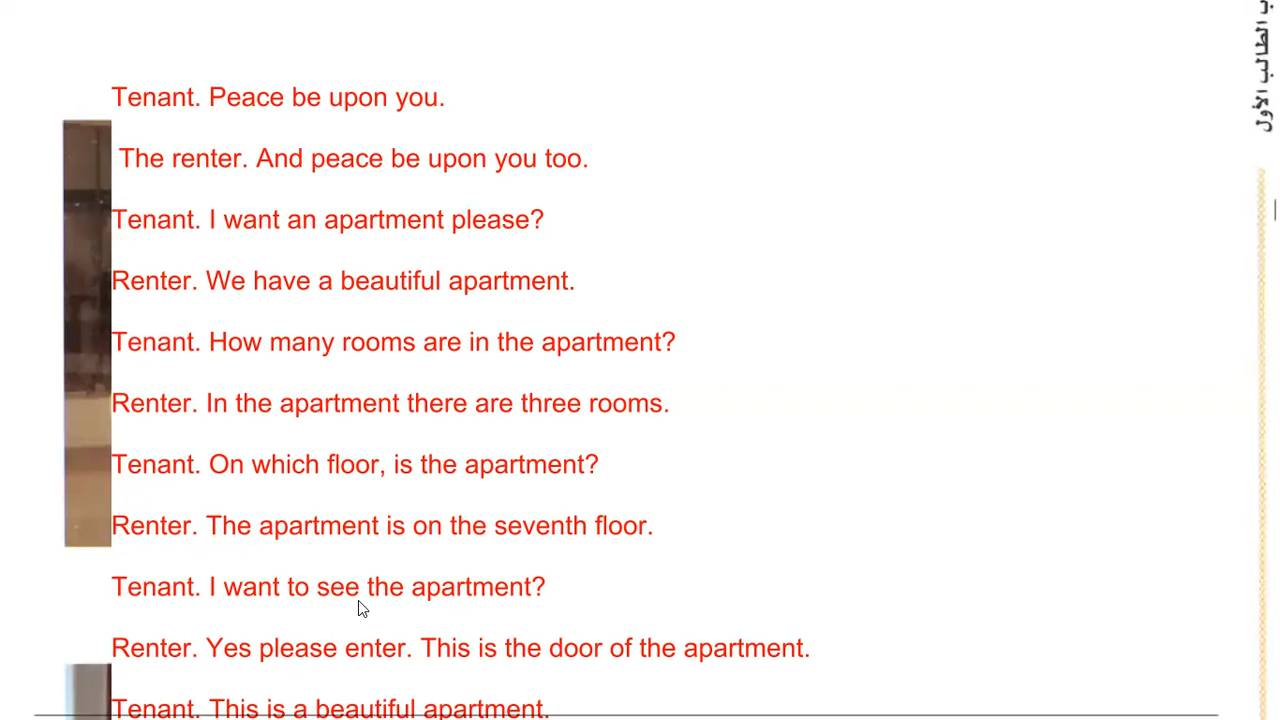 Tenant. Peace be upon you.
The renter. And peace be upon you too.
Tenant. I want an apartment please?
Renter. We have a beautiful apartment.
Tenant. How many rooms are in the apartment?
Renter. In the apartment there are three rooms.
Tenant. On which floor, is the apartment?
Renter. The apartment is on the seventh floor.
Tenant. I want to see the apartment?
Renter. Yes please enter. This is the door of the apartment.
Tenant. This is a beautiful apartment.
الطالب الأول